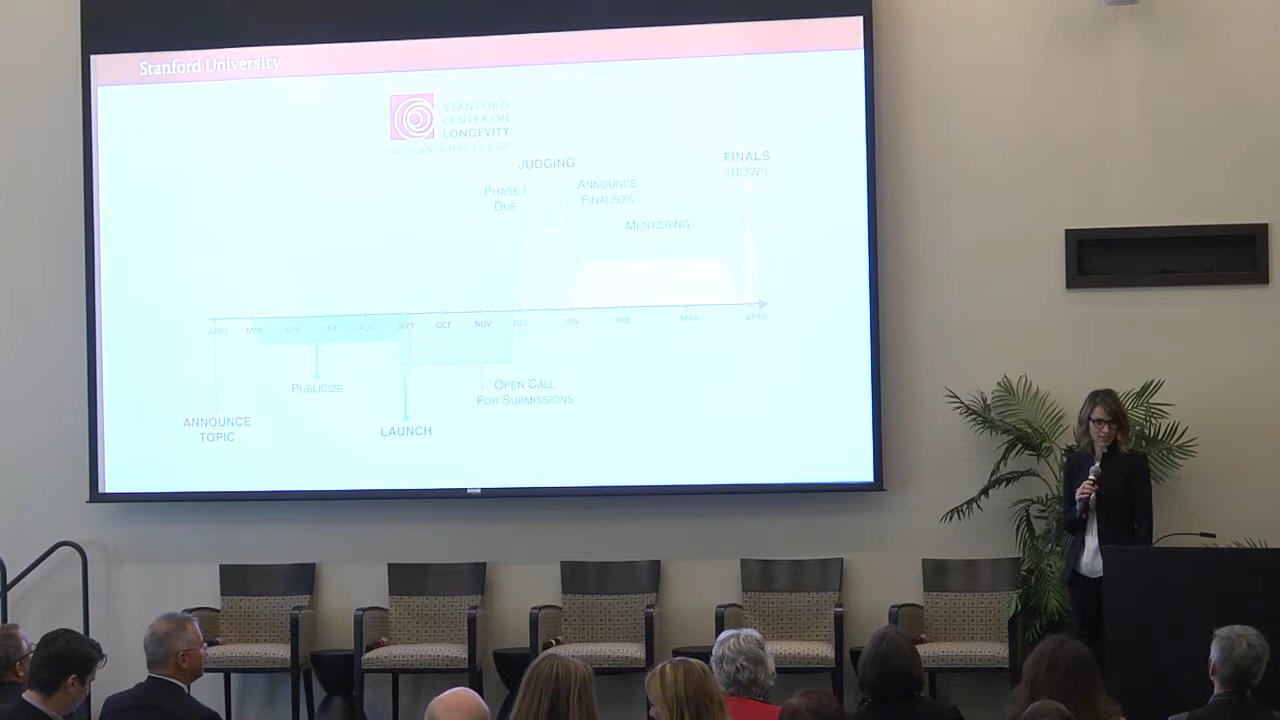 Stanford University
STANFORD
CENTER ON
LONGEVITY
DESIGN CHALLENGE
JUDGING
FINALS
(NOW!)
PHASE I
DUE
ANNOUNCE
FINALISTS
MENTORING
APRIL MAY JUNE JULY AUG SEPT OCT NOV DEC JAN FEB MAR APRIL
PUBLICIZE
OPEN CALL
FOR SUBMISSIONS
ANNOUNCE
TOPIC
LAUNCH